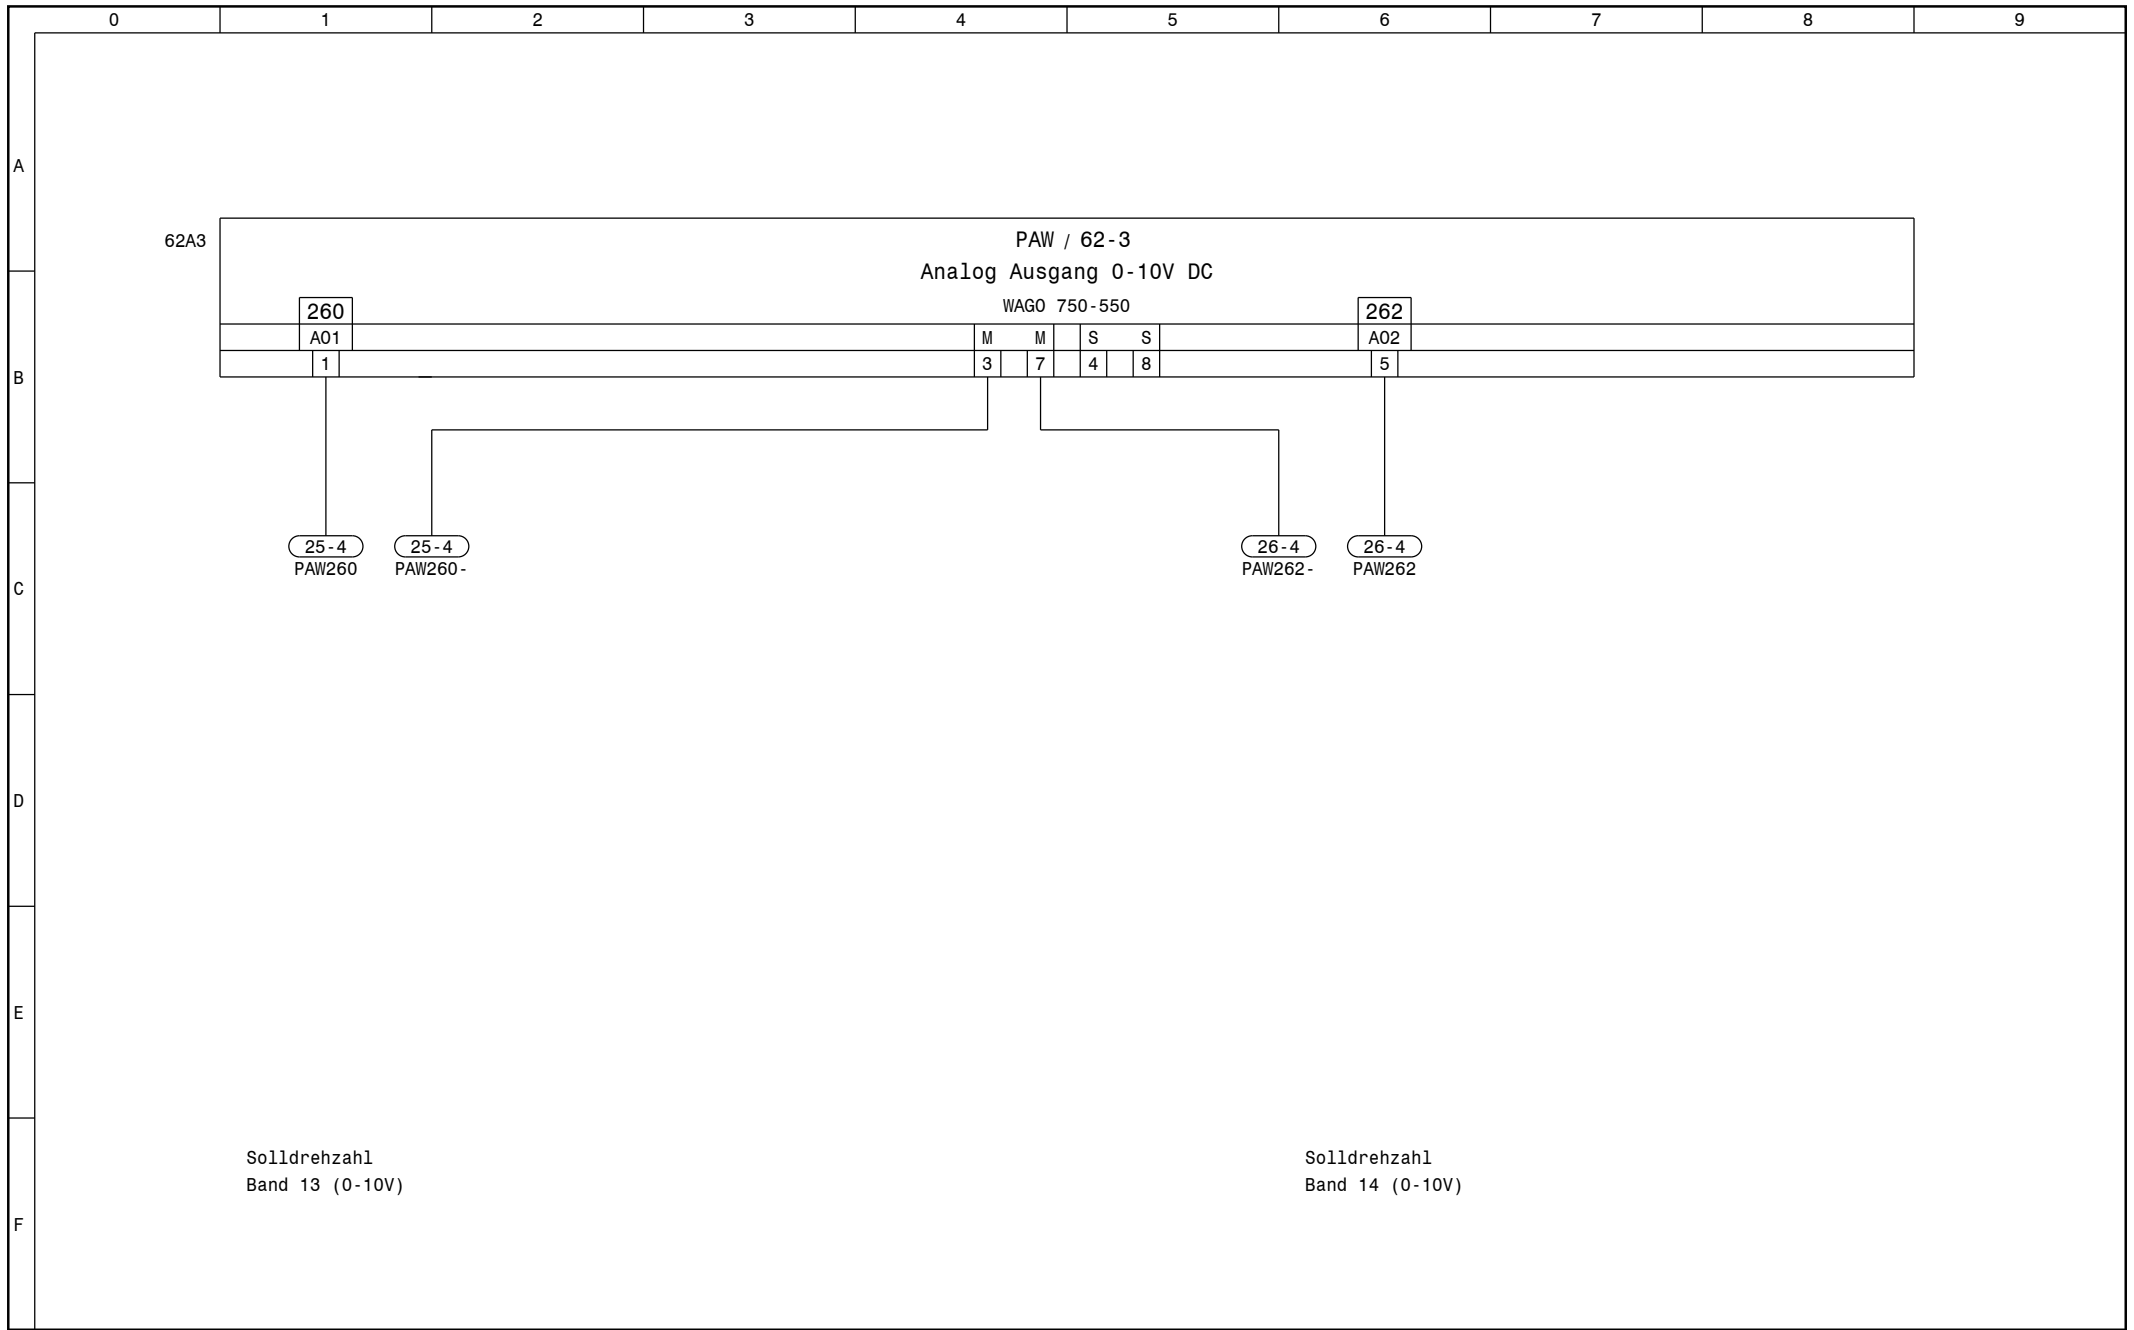 0 1 2 3 4 5 6 7 8 9
A
62A3 PAW / 62-3
Analog Ausgang 0-10V DC
WAGO 750-550
260 262
A01 M M S S A02
B 1 3 7 4 8 5
25-4 25-4 26-4 26-4
PAW260 PAW260- PAW262- PAW262
C
D
E
Solldrehzahl Solldrehzahl
Band 13 (0-10V) Band 14 (0-10V)
F